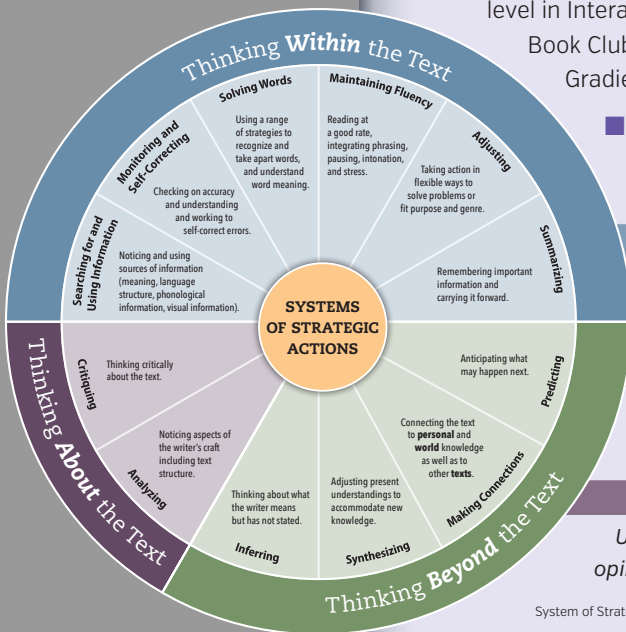 level in Intera
Book Club
Gradie
Thinking Within the Text
Searching for and
Using Information
Noticing and using
sources of information
(meaning, language
structure, phonological
information, visual information).
Monitoring and
Self-Correcting
Checking on accuracy
and understanding
and working to
self-correct errors.
Solving Words
Using a range
of strategies to
recognize and
take apart words,
and understand
word meaning.
Maintaining Fluency
Reading at
a good rate,
integrating phrasing,
pausing, intonation,
and stress.
Adjusting
Taking action in
flexible ways to
solve problems or
fit purpose and genre.
Summarizing
Remembering important
information and
carrying it forward.
SYSTEMS
OF STRATEGIC
ACTIONS
Predicting
Anticipating what
may happen next.
Making Connections
Connecting the text
to personal and
world knowledge
as well as to
other texts.
Synthesizing
Adjusting present
understandings to
accommodate new
knowledge.
Inferring
Thinking about what
the writer means
but has not stated.
Thinking Beyond the Text
Analyzing
Noticing aspects of
the writer's craft
including text
structure.
Critiquing
Thinking critically
about the text.
Thinking About the Text
U
opi
System of Strate